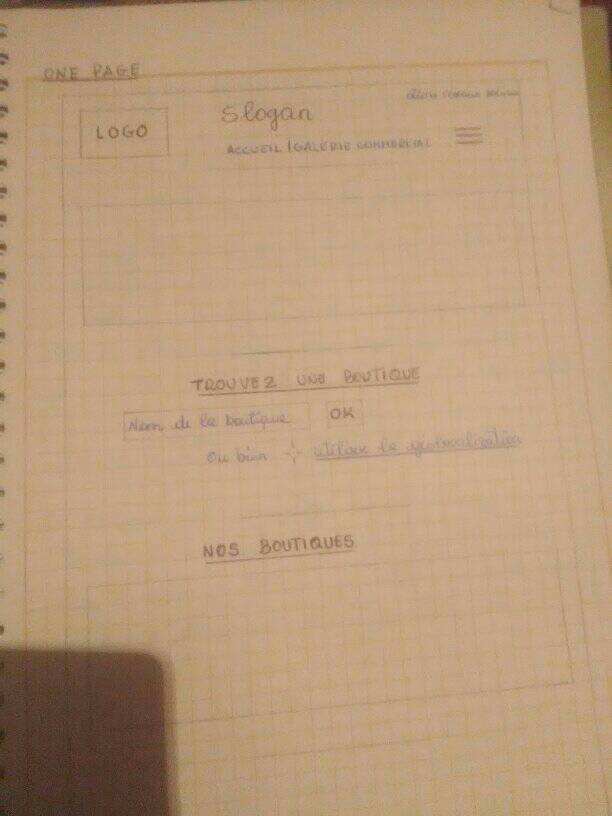 ONE PAGE
LOGO
Slogan
ACCUEIL | GALERIE COMMERCIAL
TROUVEZ UNE BOUTIQUE
Nom de la boutique
OK
Ou bien utiliser la géolocalisation
NOS BOUTIQUES